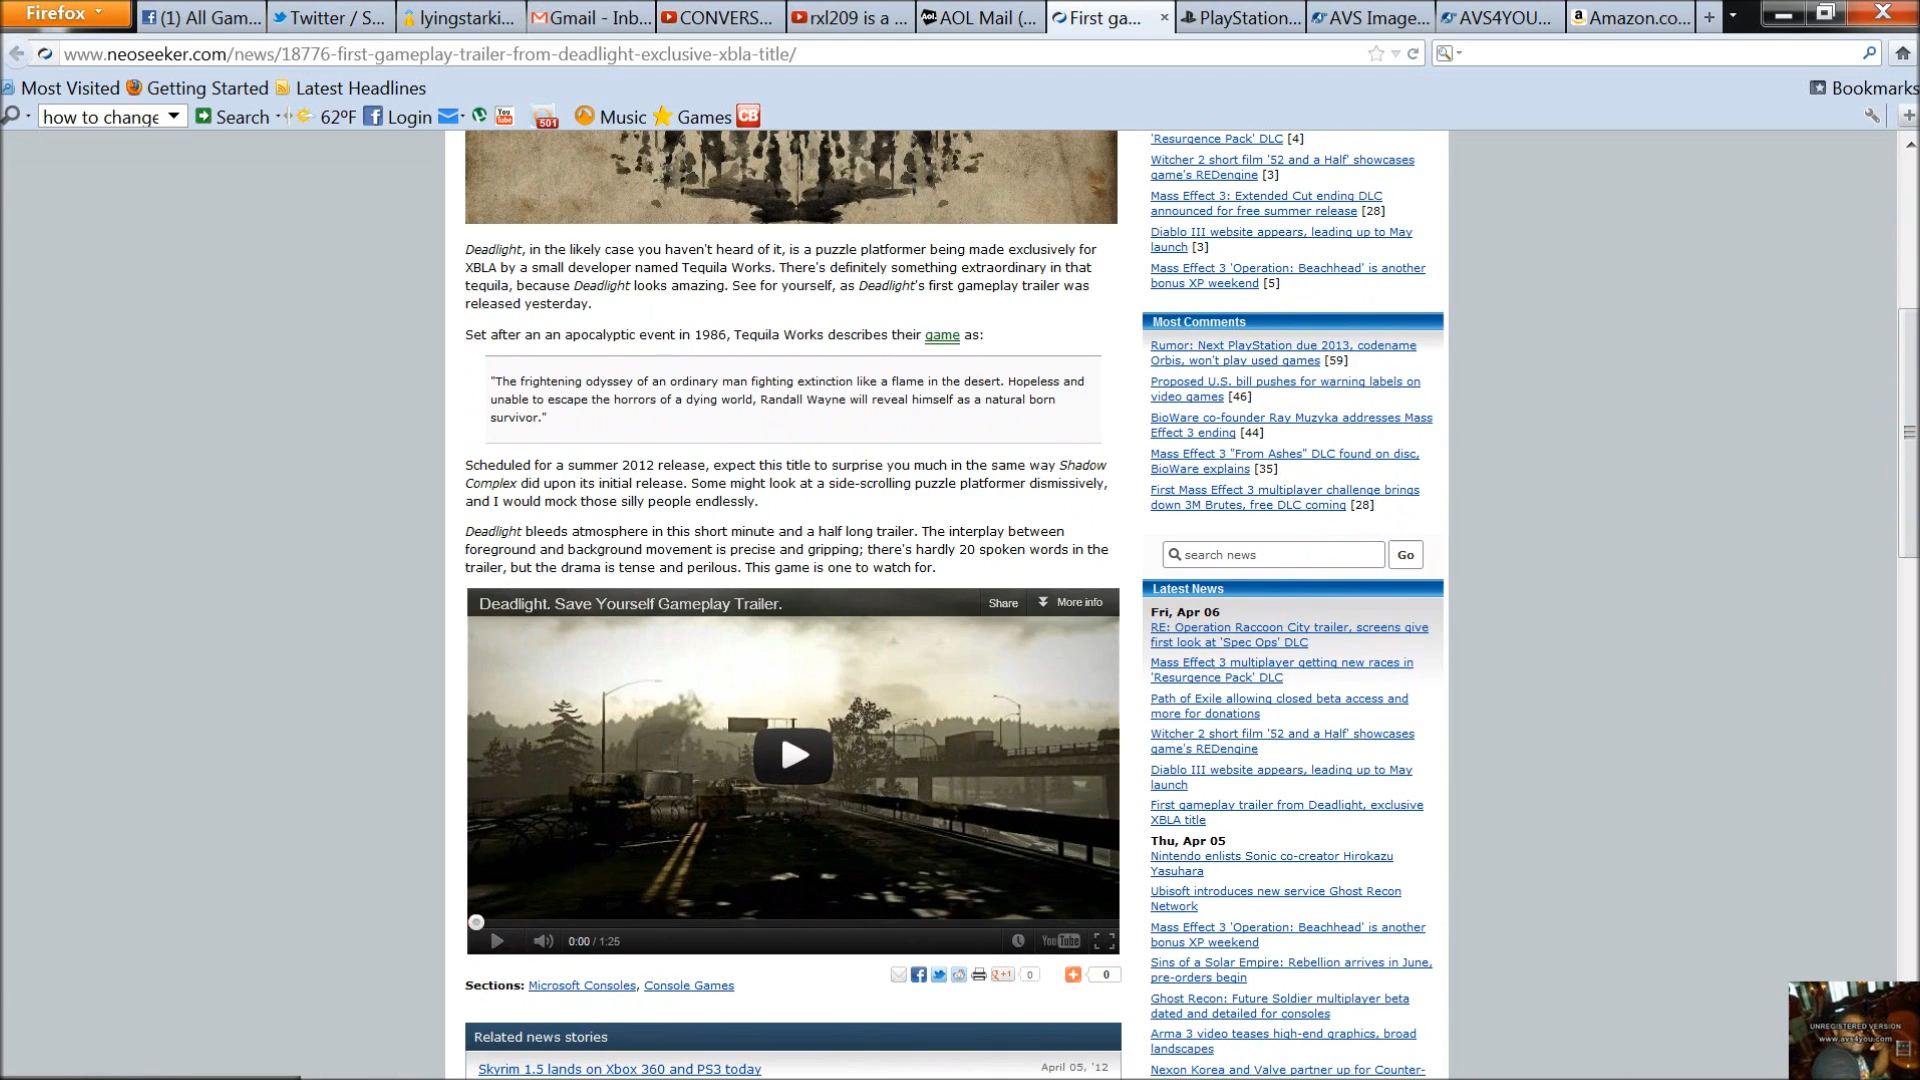 Firefox
(1) All Gam...
Twitter / S...
lyingstarki...
Gmail - Inb...
CONVERS...
rxl209 is a ...
AOL Mail (...
First ga...
PlayStation...
AVS Image...
AVS4YOU...
Amazon.co...
www.neoseeker.com/news/18776-first-gameplay-trailer-from-deadlight-exclusive-xbla-title/
Most Visited
Getting Started
Latest Headlines
Bookmarks
how to change
Search
62°F
Login
You Tube
501
Music
Games
CB
Deadlight, in the likely case you haven't heard of it, is a puzzle platformer being made exclusively for
XBLA by a small developer named Tequila Works. There's definitely something extraordinary in that
tequila, because Deadlight looks amazing. See for yourself, as Deadlight's first gameplay trailer was
released yesterday.
Set after an an apocalyptic event in 1986, Tequila Works describes their game as:
"The frightening odyssey of an ordinary man fighting extinction like a flame in the desert. Hopeless and
unable to escape the horrors of a dying world, Randall Wayne will reveal himself as a natural born
survivor."
Scheduled for a summer 2012 release, expect this title to surprise you much in the same way Shadow
Complex did upon its initial release. Some might look at a side-scrolling puzzle platformer dismissively,
and I would mock those silly people endlessly.
Deadlight bleeds atmosphere in this short minute and a half long trailer. The interplay between
foreground and background movement is precise and gripping; there's hardly 20 spoken words in the
trailer, but the drama is tense and perilous. This game is one to watch for.
Deadlight. Save Yourself Gameplay Trailer.
Share
More info
0:00 / 1:25
YouTube
+1
0
0
Sections: Microsoft Consoles, Console Games
Related news stories
Skyrim 1.5 lands on Xbox 360 and PS3 today
April 05, '12
'Resurgence Pack' DLC [4]
Witcher 2 short film '52 and a Half' showcases
game's REDengine [3]
Mass Effect 3: Extended Cut ending DLC
announced for free summer release [28]
Diablo III website appears, leading up to May
launch [3]
Mass Effect 3 'Operation: Beachhead' is another
bonus XP weekend [5]
Most Comments
Rumor: Next PlayStation due 2013, codename
Orbis, won't play used games [59]
Proposed U.S. bill pushes for warning labels on
video games [46]
BioWare co-founder Ray Muzyka addresses Mass
Effect 3 ending [44]
Mass Effect 3 "From Ashes" DLC found on disc,
BioWare explains [35]
First Mass Effect 3 multiplayer challenge brings
down 3M Brutes, free DLC coming [28]
search news
Go
Latest News
Fri, Apr 06
RE: Operation Raccoon City trailer, screens give
first look at 'Spec Ops' DLC
Mass Effect 3 multiplayer getting new races in
'Resurgence Pack' DLC
Path of Exile allowing closed beta access and
more for donations
Witcher 2 short film '52 and a Half' showcases
game's REDengine
Diablo III website appears, leading up to May
launch
First gameplay trailer from Deadlight, exclusive
XBLA title
Thu, Apr 05
Nintendo enlists Sonic co-creator Hirokazu
Yasuhara
Ubisoft introduces new service Ghost Recon
Network
Mass Effect 3 'Operation: Beachhead' is another
bonus XP weekend
Sins of a Solar Empire: Rebellion arrives in June,
pre-orders begin
Ghost Recon: Future Soldier multiplayer beta
dated and detailed for consoles
Arma 3 video teases high-end graphics, broad
landscapes
Nexon Korea and Valve partner up for Counter-
UNREGISTERED VERSION
www.avs4you.com